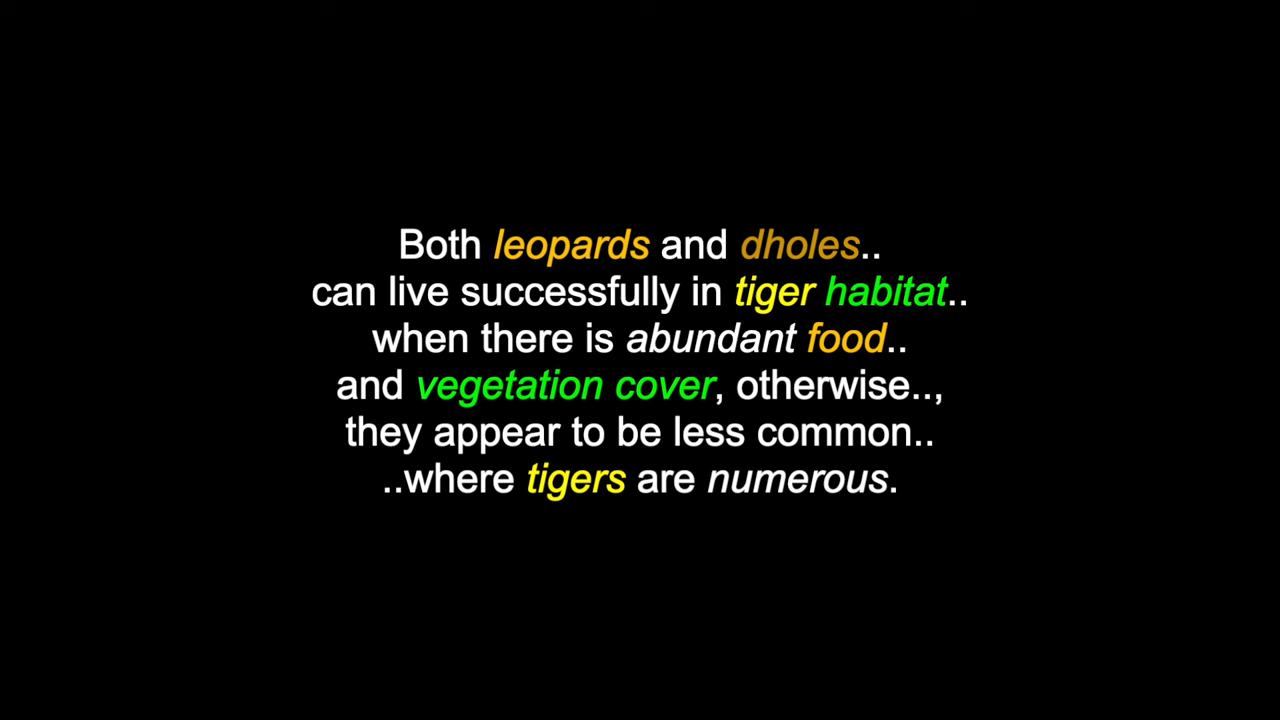 Both leopards and dholes..
can live successfully in tiger habitat..
when there is abundant food..
and vegetation cover, otherwise..,
they appear to be less common..
..where tigers are numerous.